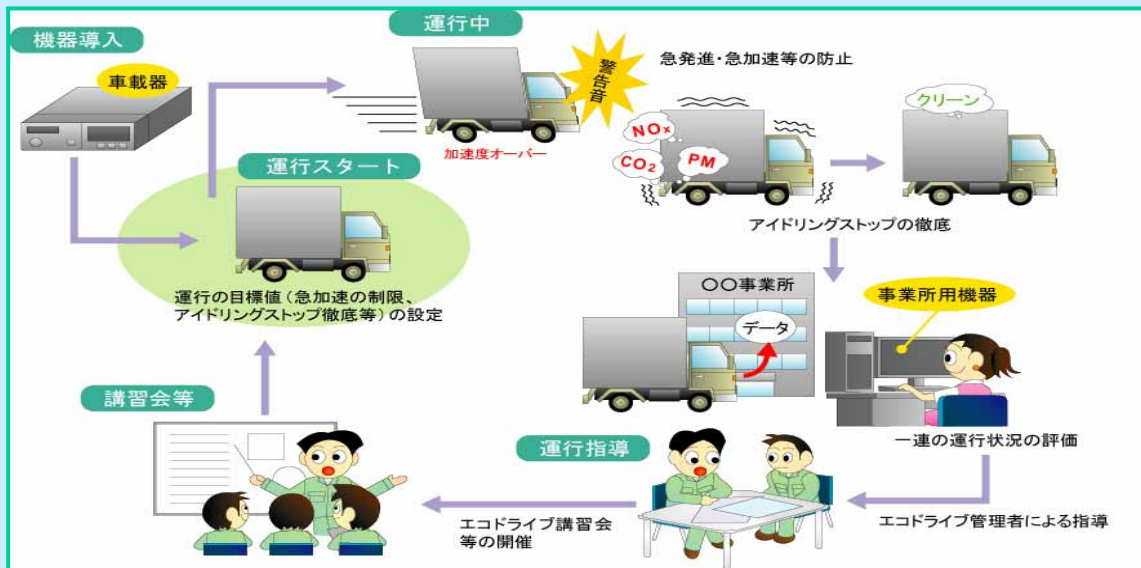 機器導入
車載器
運行中
警告音
加速度オーバー
急発進・急加速等の防止
NOx
CO2
PM
クリーン
アイドリングストップの徹底
運行スタート
運行の目標値（急加速の制限、
アイドリングストップ徹底等）の設定
〇〇事業所
データ
事業所用機器
一連の運行状況の評価
エコドライブ管理者による指導
運行指導
エコドライブ講習会
等の開催
講習会等